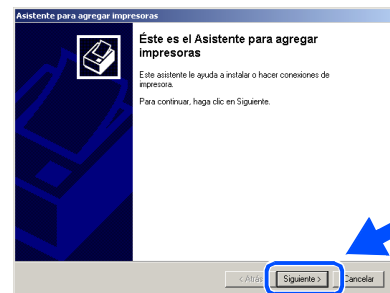 Asistente para agregar impresoras
Éste es el Asistente para agregar
impresoras
Este asistente le ayuda a instalar o hacer conexiones de
impresora.
Para continuar, haga clic en Siguiente.
< Atrás
Siguiente >
Cancelar